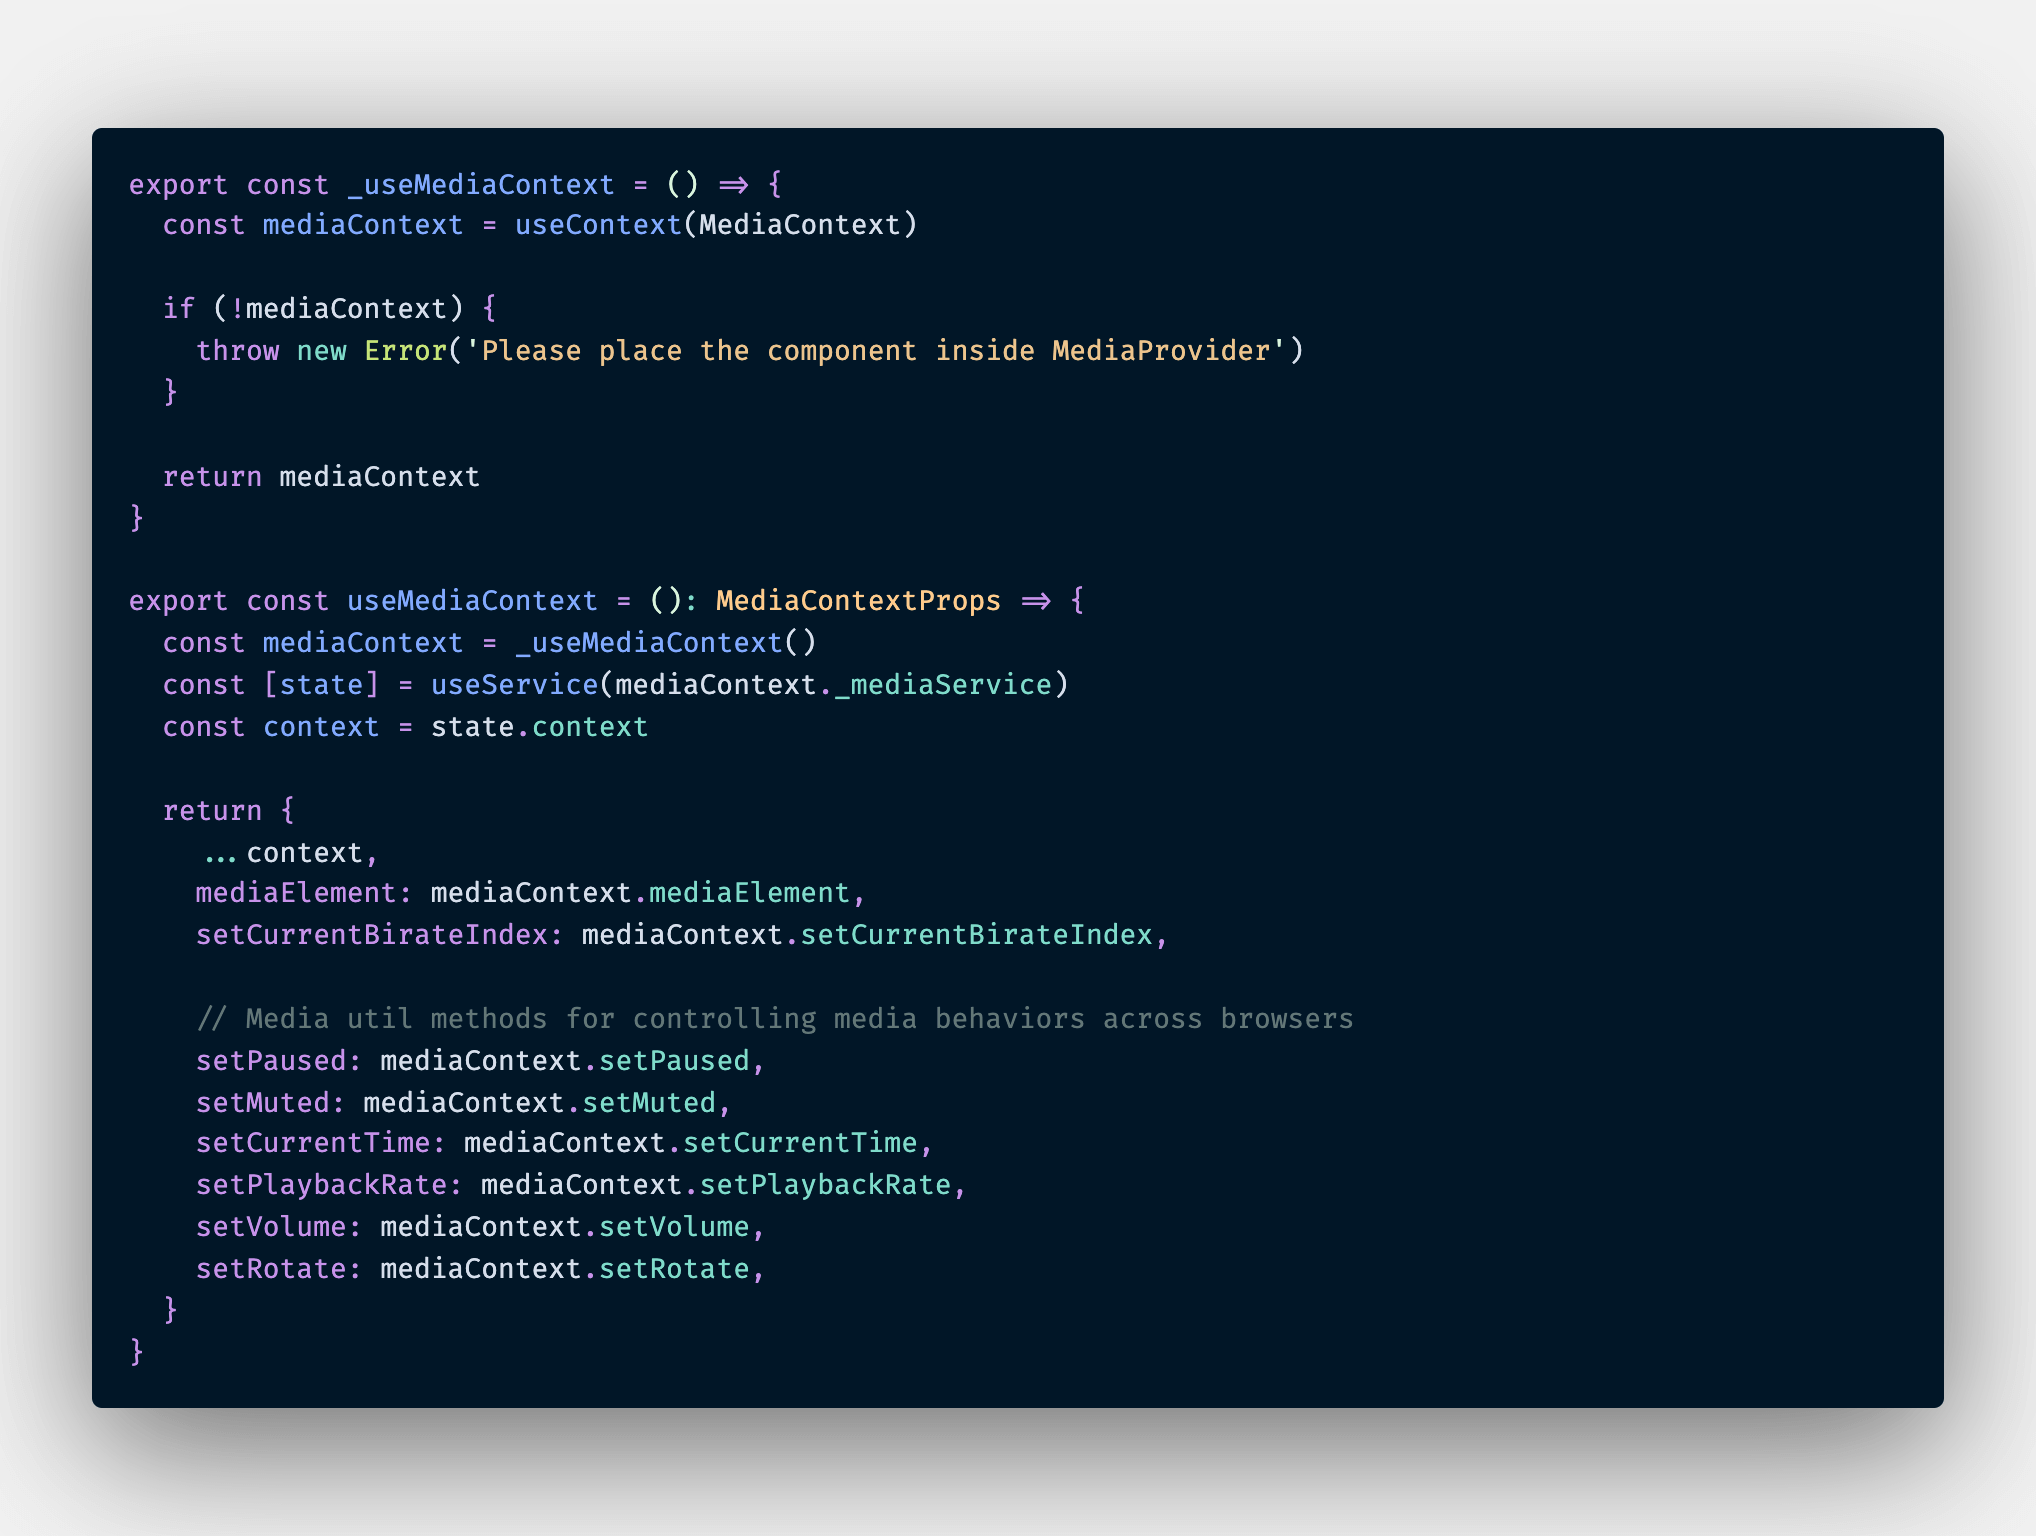 export const _useMediaContext = () => {
  const mediaContext = useContext(MediaContext)

  if (!mediaContext) {
    throw new Error('Please place the component inside MediaProvider')
  }

  return mediaContext
}

export const useMediaContext = (): MediaContextProps => {
  const mediaContext = _useMediaContext()
  const [state] = useService(mediaContext._mediaService)
  const context = state.context

  return {
    ...context,
    mediaElement: mediaContext.mediaElement,
    setCurrentBirateIndex: mediaContext.setCurrentBirateIndex,

    // Media util methods for controlling media behaviors across browsers
    setPaused: mediaContext.setPaused,
    setMuted: mediaContext.setMuted,
    setCurrentTime: mediaContext.setCurrentTime,
    setPlaybackRate: mediaContext.setPlaybackRate,
    setVolume: mediaContext.setVolume,
    setRotate: mediaContext.setRotate,
  }
}